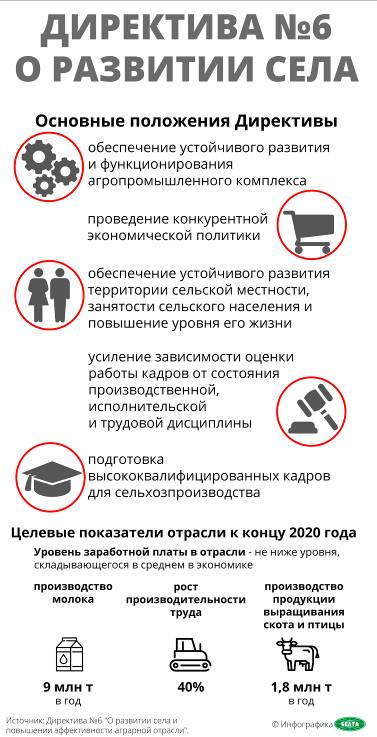 ДИРЕКТИВА №6
О РАЗВИТИИ СЕЛА
Основные положения Директивы
обеспечение устойчивого развития
и функционирования
агропромышленного комплекса
проведение конкурентной
экономической политики
обеспечение устойчивого развития
территории сельской местности,
занятости сельского населения и
повышение уровня его жизни
усиление зависимости оценки
работы кадров от состояния
производственной,
исполнительской
и трудовой дисциплины
подготовка
высококвалифицированных кадров
для сельхозпроизводства
Целевые показатели отрасли к концу 2020 года
Уровень заработной платы в отрасли - не ниже уровня,
складывающегося в среднем в экономике
производство
молока
9 млн т
в год
рост
производительности
труда
40%
производство
продукции
выращивания
скота и птицы
1,8 млн т
в год
Источник: Директива №6 "О развитии села и
повышении эффективности аграрной отрасли".
© Инфографика БЕЛТА